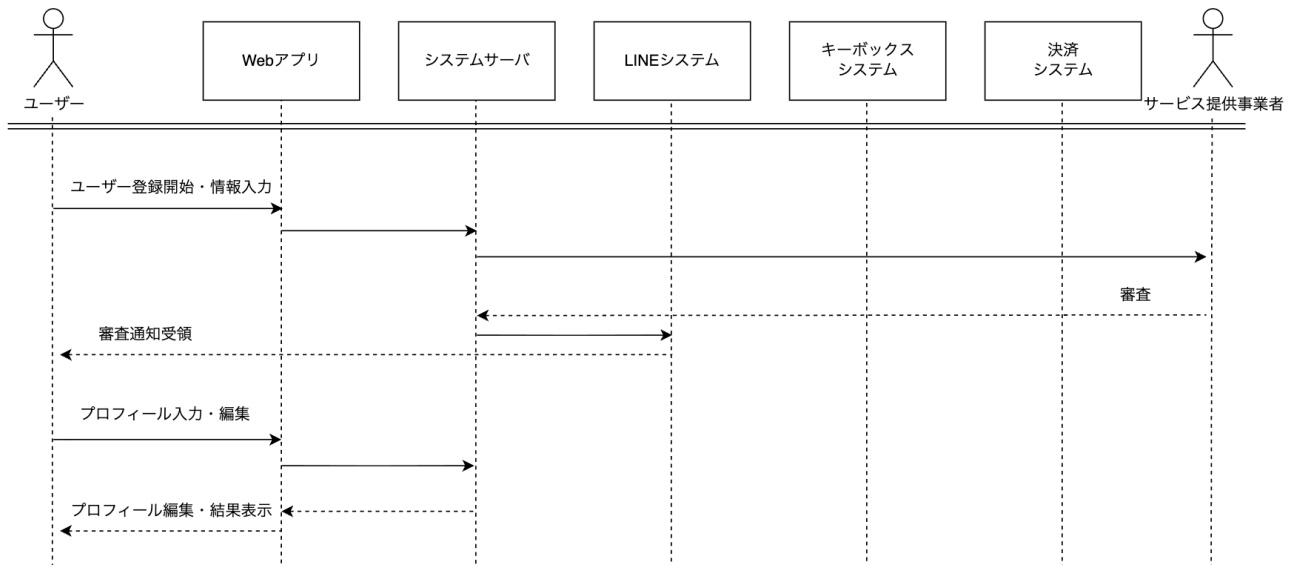 Webアプリ
システムサーバ
LINEシステム
キーボックス
システム
決済
システム
ユーザー
サービス提供事業者
ユーザー登録開始・情報入力
審査
審査通知受領
プロフィール入力・編集
プロフィール編集・結果表示